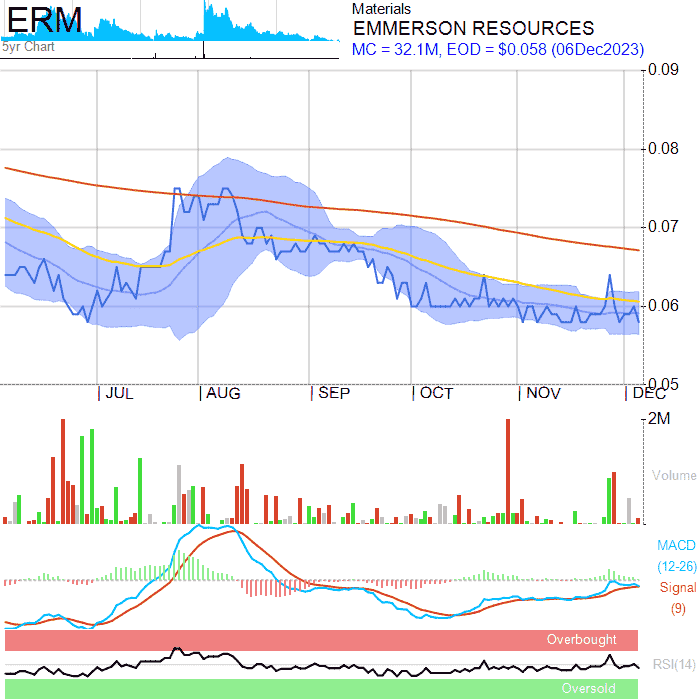 ERM
5yr Chart
Materials
EMMERSON RESOURCES
MC = 32.1M, EOD = $0.058 (06Dec2023)
0.09
0.08
0.07
0.06
0.05
JUL
AUG
SEP
OCT
NOV
DEC
2M
Volume
MACD
(12-26)
Signal
(9)
Overbought
RSI(14)
Oversold